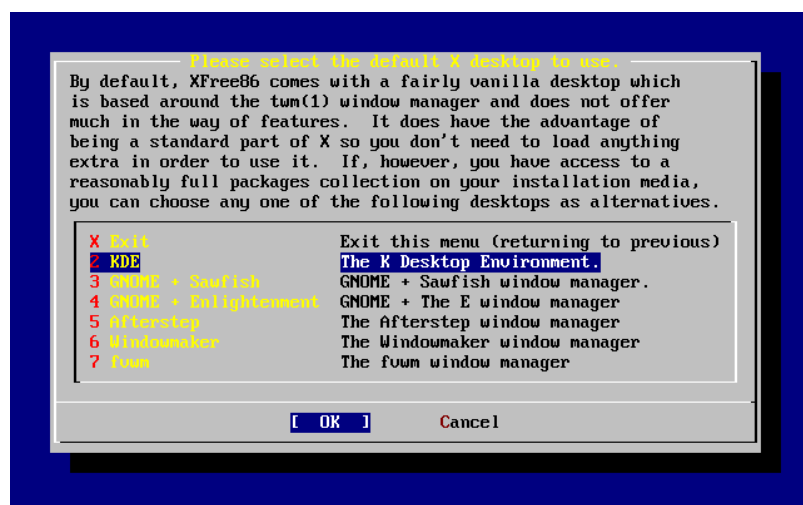 Please select the default X desktop to use.
By default, XFree86 comes with a fairly vanilla desktop which
is based around the twm(1) window manager and does not offer
much in the way of features.  It does have the advantage of
being a standard part of X so you don't need to load anything
extra in order to use it.  If, however, you have access to a
reasonably full packages collection on your installation media,
you can choose any one of the following desktops as alternatives.
X Exit Exit this menu (returning to previous)
2 KDE The K Desktop Environment.
3 GNOME + Sawfish GNOME + Sawfish window manager.
4 GNOME + Enlightenment GNOME + The E window manager
5 Afterstep The Afterstep window manager
6 Windowmaker The Windowmaker window manager
7 fvwm The fvwm window manager
[ OK ] Cancel